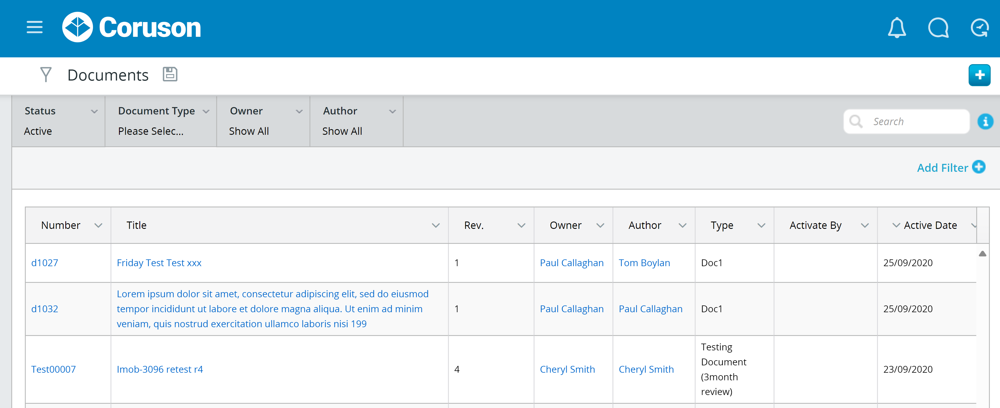 Coruson
Documents
Status
Active
Document Type
Please Selec...
Owner
Show All
Author
Show All
Search
Add Filter
Number Title Rev. Owner Author Type Activate By Active Date
d1027 Friday Test Test xxx 1 Paul Callaghan Tom Boylan Doc1 25/09/2020
Lorem ipsum dolor sit amet, consectetur adipiscing elit, sed do eiusmod
d1032 tempor incididunt ut labore et dolore magna aliqua. Ut enim ad minim 1 Paul Callaghan Paul Callaghan Doc1 25/09/2020
veniam, quis nostrud exercitation ullamco laboris nisi 199
Test00007 Imob-3096 retest r4 4 Cheryl Smith Cheryl Smith 23/09/2020
Testing
Document
(3month
review)